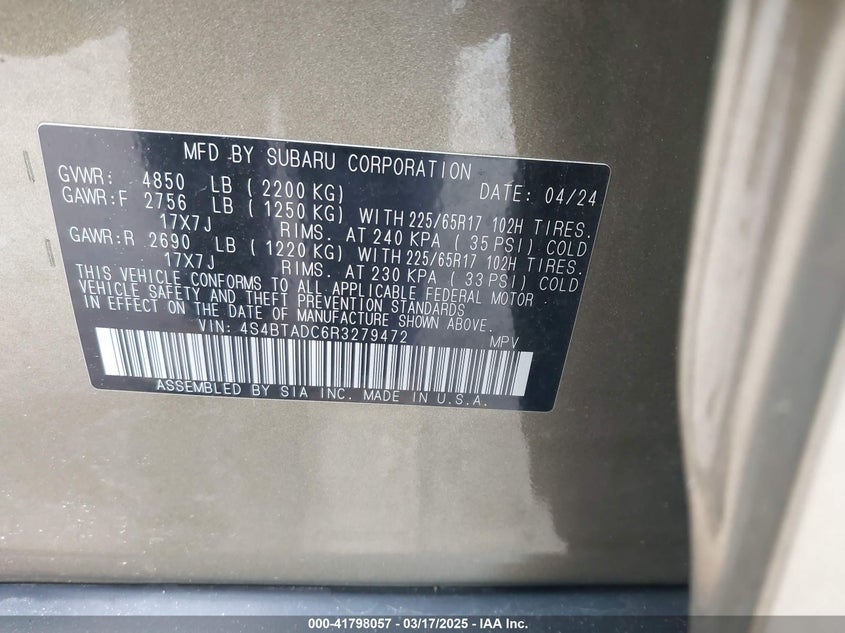 MFD BY SUBARU CORPORATION
GVWR: 4850 LB ( 2200 KG) DATE: 04/24
GAWR:F 2756 LB ( 1250 KG) WITH 225/65R17 102H TIRES.
17X7J RIMS. AT 240 KPA ( 35 PSI) COLD
GAWR:R 2690 LB ( 1220 KG) WITH 225/65R17 102H TIRES.
17X7J RIMS. AT 230 KPA ( 33 PSI) COLD
THIS VEHICLE CONFORMS TO ALL APPLICABLE FEDERAL MOTOR
VEHICLE SAFETY AND THEFT PREVENTION STANDARDS
IN EFFECT ON THE DATE OF MANUFACTURE SHOWN ABOVE.
VIN: 4S4BTADC6R3279472 MPV
ASSEMBLED BY SIA INC. MADE IN U.S.A.
000-41798057 — 03/17/2025 — IAA Inc.